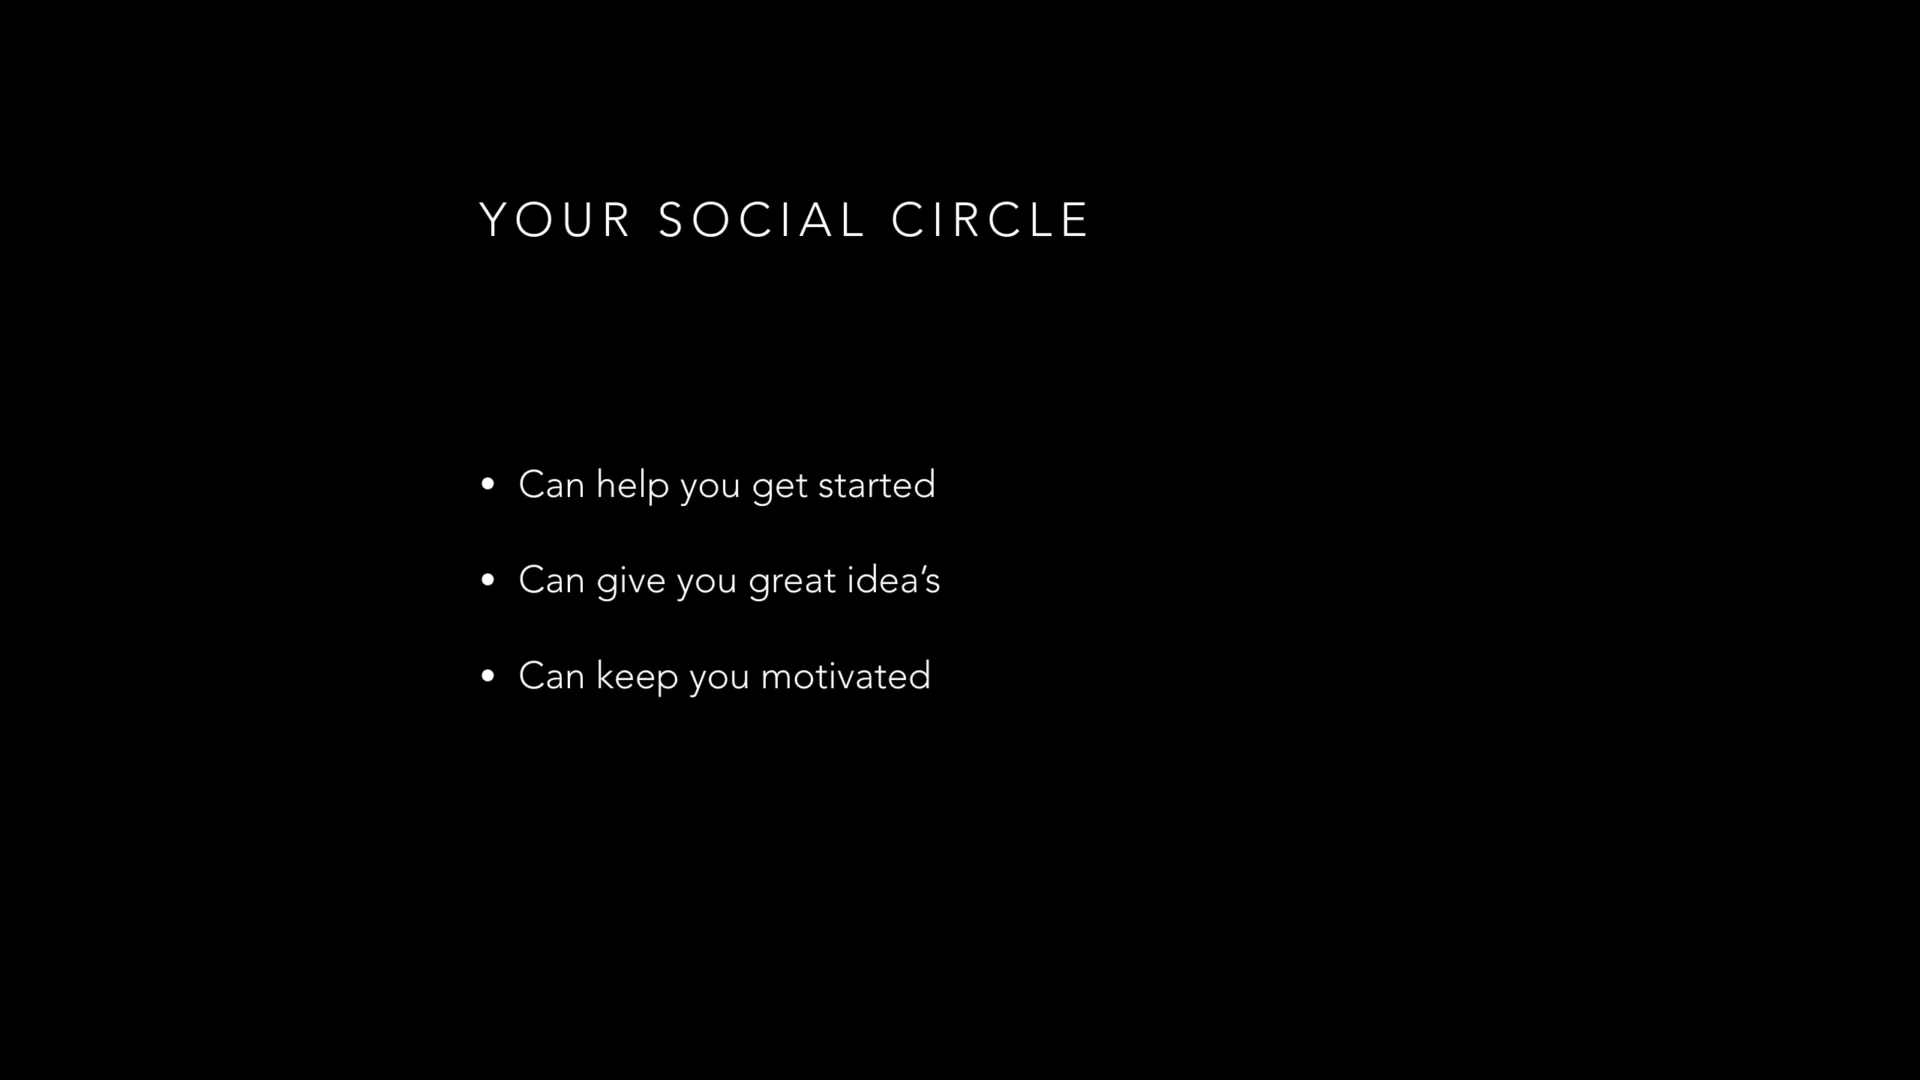 YOUR SOCIAL CIRCLE
• Can help you get started
• Can give you great idea’s
• Can keep you motivated